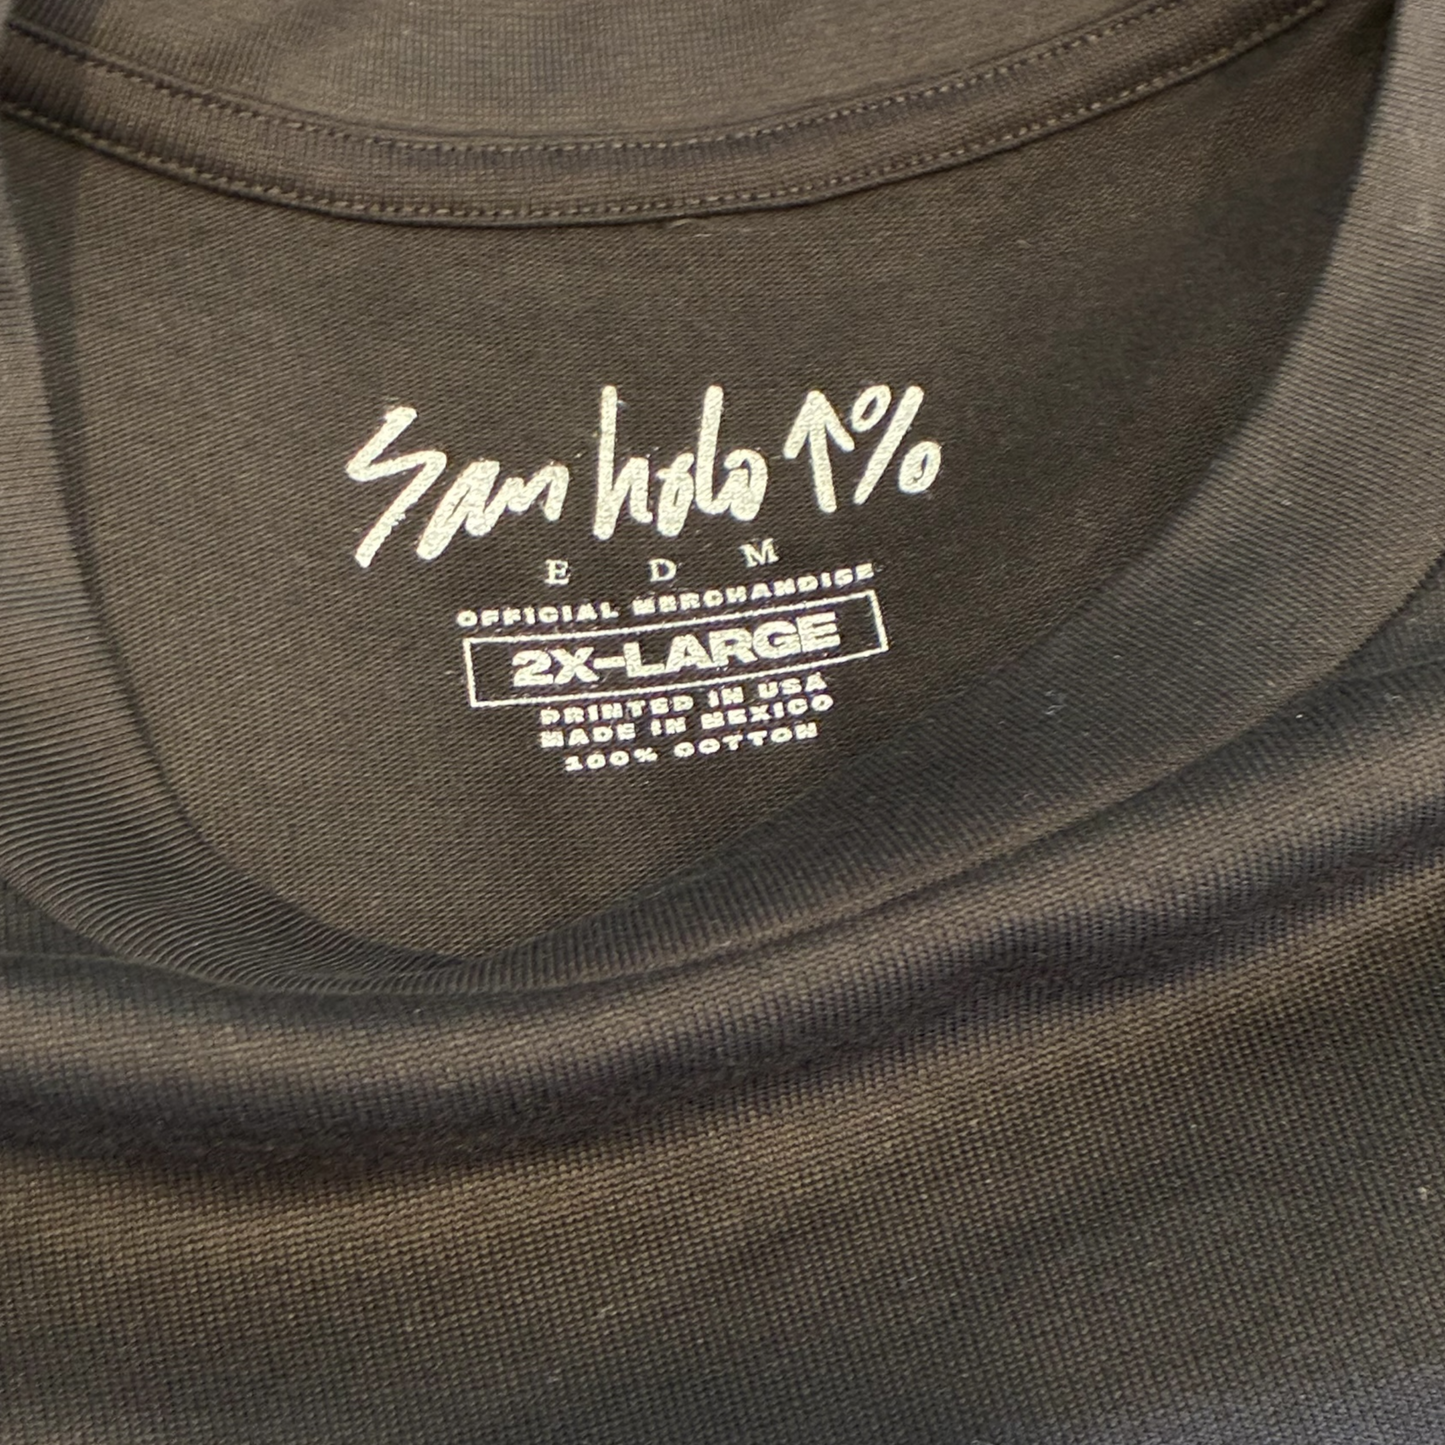 San holo ↑%
E D M
OFFICIAL MERCHANDISE
2X-LARGE
PRINTED IN USA
MADE IN MEXICO
100% COTTON